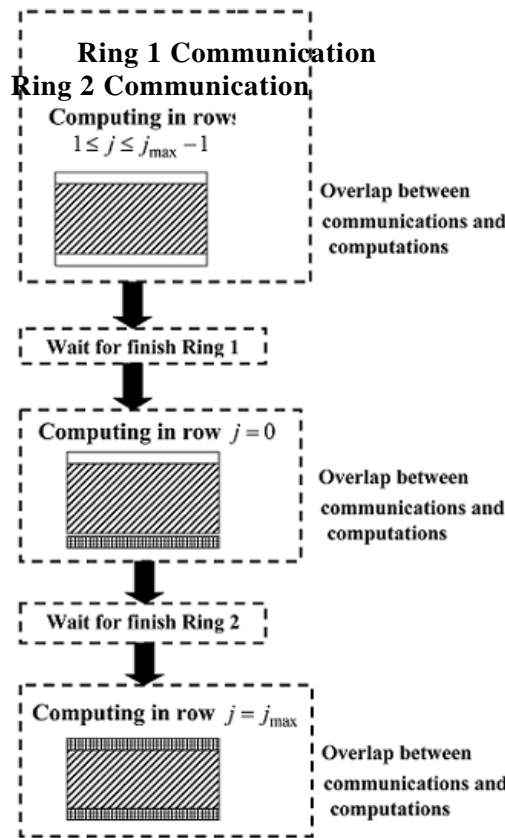 Ring 1 Communication
Ring 2 Communication
Computing in rows
1 ≤ j ≤ j_max − 1
Overlap between
communications and
computations
Wait for finish Ring 1
Computing in row j = 0
Overlap between
communications and
computations
Wait for finish Ring 2
Computing in row j = j_max
Overlap between
communications and
computations